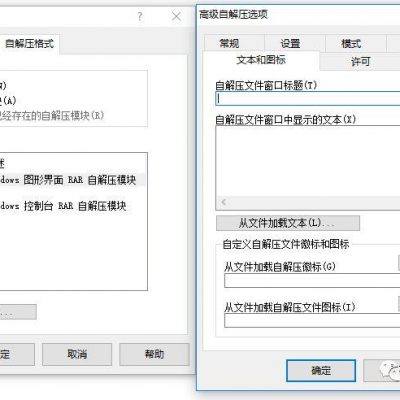 自解压格式
N)
块(A)
已经存在的自解压模块(R)
dows 图形界面 RAR 自解压模块
dows 控制台 RAR 自解压模块
...
定
取消
帮助
高级自解压选项
常规
设置
模式
文本和图标
许可
自解压文件窗口标题(T)
自解压文件窗口中显示的文本(X)
从文件加载文本(L)...
自定义自解压文件徽标和图标
从文件加载自解压徽标(G)
从文件加载自解压文件图标(I)
确定